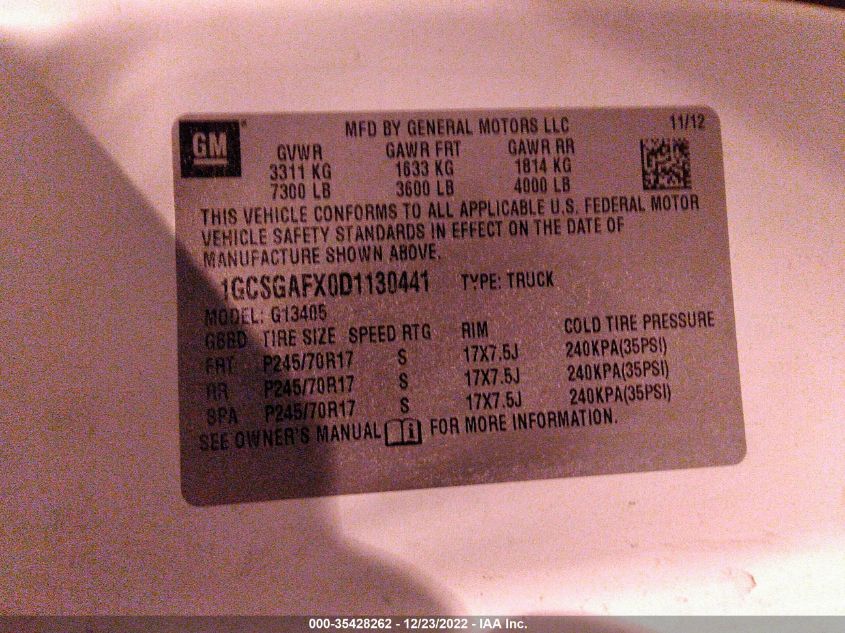 GM®
MFD BY GENERAL MOTORS LLC 11/12
GVWR GAWR FRT GAWR RR
3311 KG 1633 KG 1814 KG
7300 LB 3600 LB 4000 LB
THIS VEHICLE CONFORMS TO ALL APPLICABLE U.S. FEDERAL MOTOR
VEHICLE SAFETY STANDARDS IN EFFECT ON THE DATE OF
MANUFACTURE SHOWN ABOVE.
1GCSGAFX0D1130441 TYPE: TRUCK
MODEL: G13405
GBBD TIRE SIZE SPEED RTG RIM COLD TIRE PRESSURE
FRT P245/70R17 S 17X7.5J 240KPA(35PSI)
RR P245/70R17 S 17X7.5J 240KPA(35PSI)
SPA P245/70R17 S 17X7.5J 240KPA(35PSI)
SEE OWNER'S MANUAL FOR MORE INFORMATION.
000-35428262 - 12/23/2022 - IAA Inc.